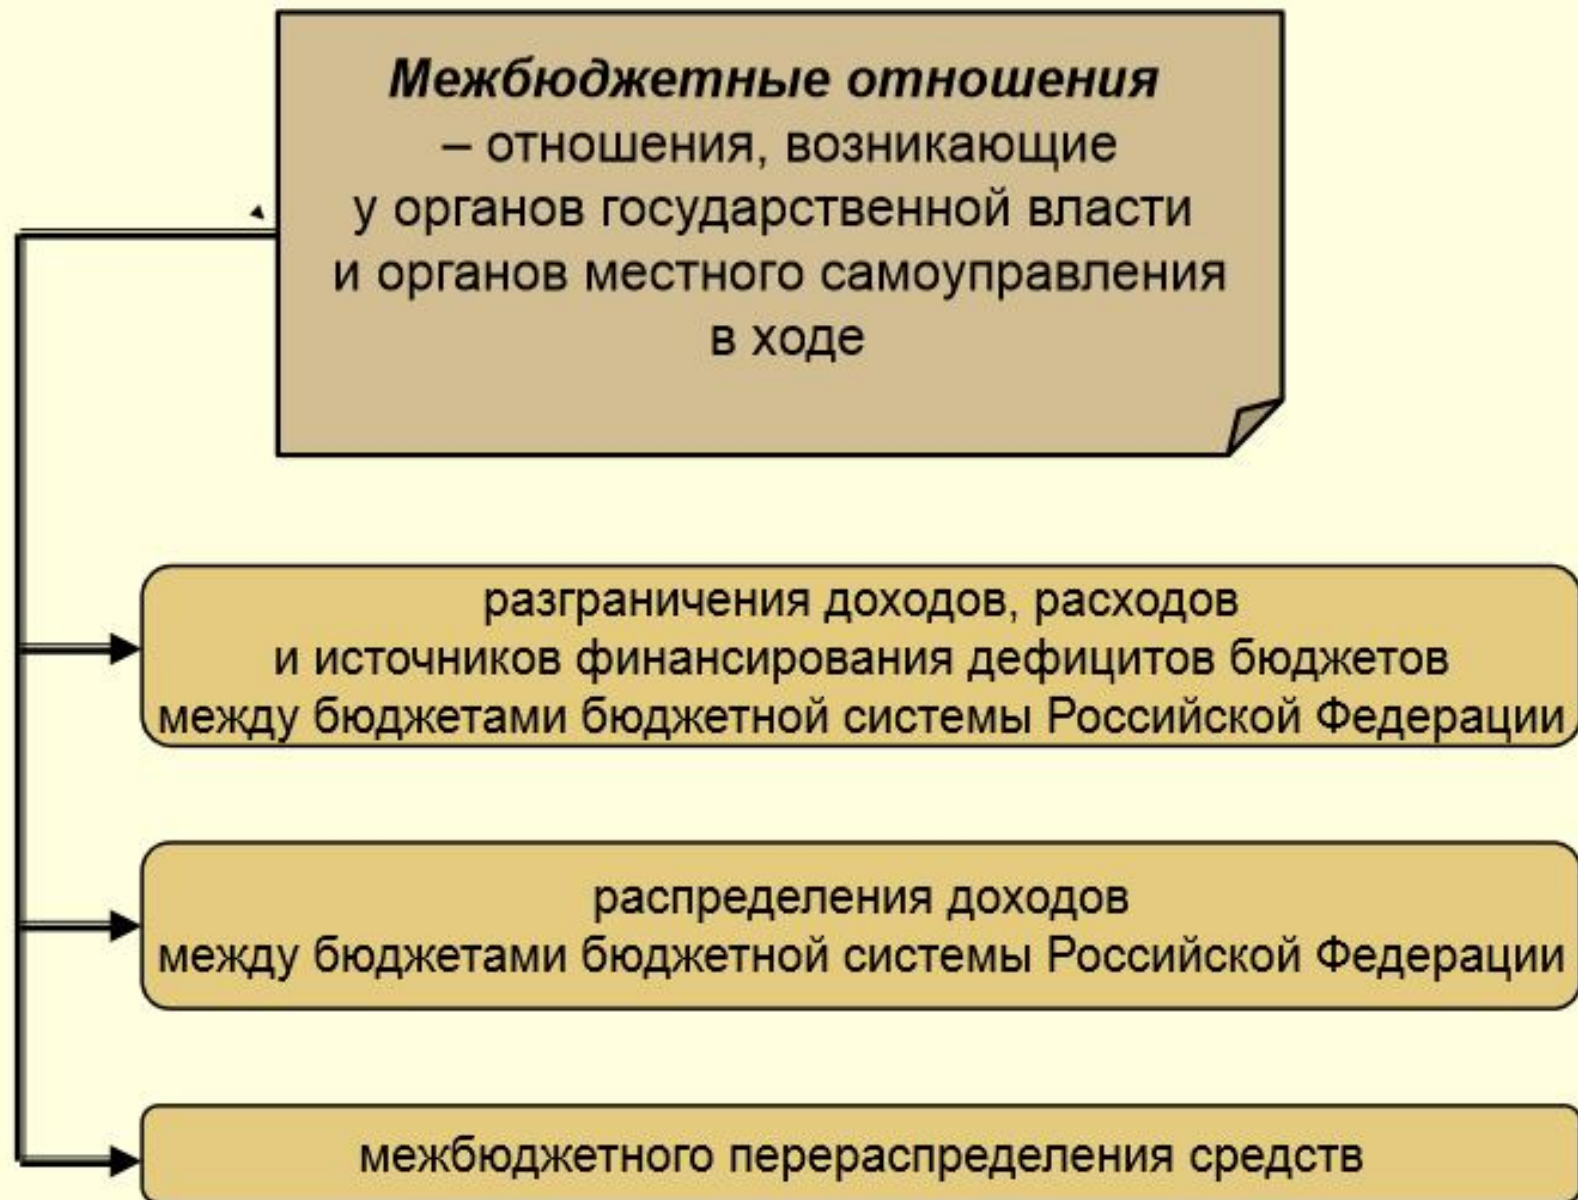 Межбюджетные отношения
– отношения, возникающие
у органов государственной власти
и органов местного самоуправления
в ходе
разграничения доходов, расходов
и источников финансирования дефицитов бюджетов
между бюджетами бюджетной системы Российской Федерации
распределения доходов
между бюджетами бюджетной системы Российской Федерации
межбюджетного перераспределения средств